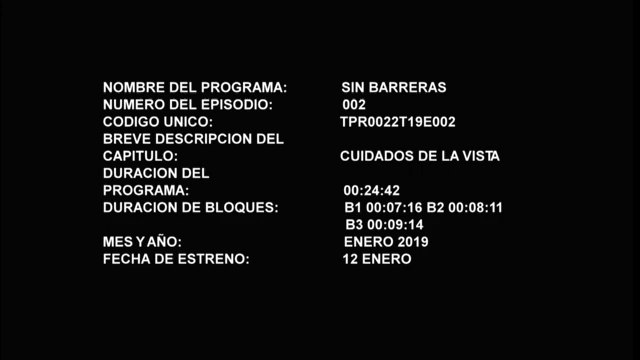 NOMBRE DEL PROGRAMA: SIN BARRERAS
NUMERO DEL EPISODIO: 002
CODIGO UNICO: TPR0022T19E002
BREVE DESCRIPCION DEL
CAPITULO: CUIDADOS DE LA VISTA
DURACION DEL
PROGRAMA: 00:24:42
DURACION DE BLOQUES: B1 00:07:16 B2 00:08:11
B3 00:09:14
MES Y AÑO: ENERO 2019
FECHA DE ESTRENO: 12 ENERO